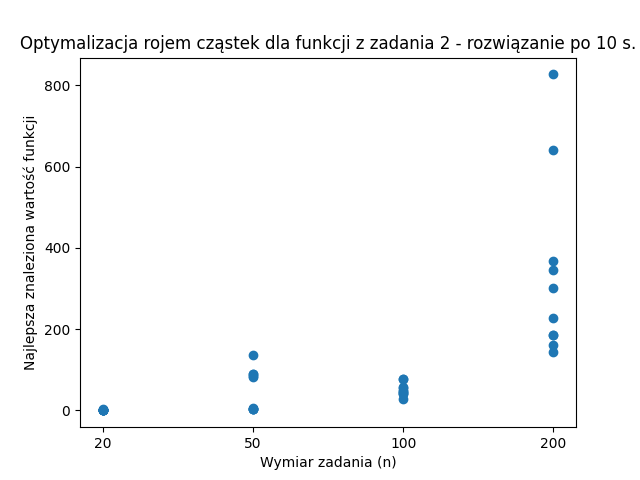 Optymalizacja rojem cząstek dla funkcji z zadania 2 - rozwiązanie po 10 s.
800
600
400
200
0
Najlepsza znaleziona wartość funkcji
20 50 100 200
Wymiar zadania (n)